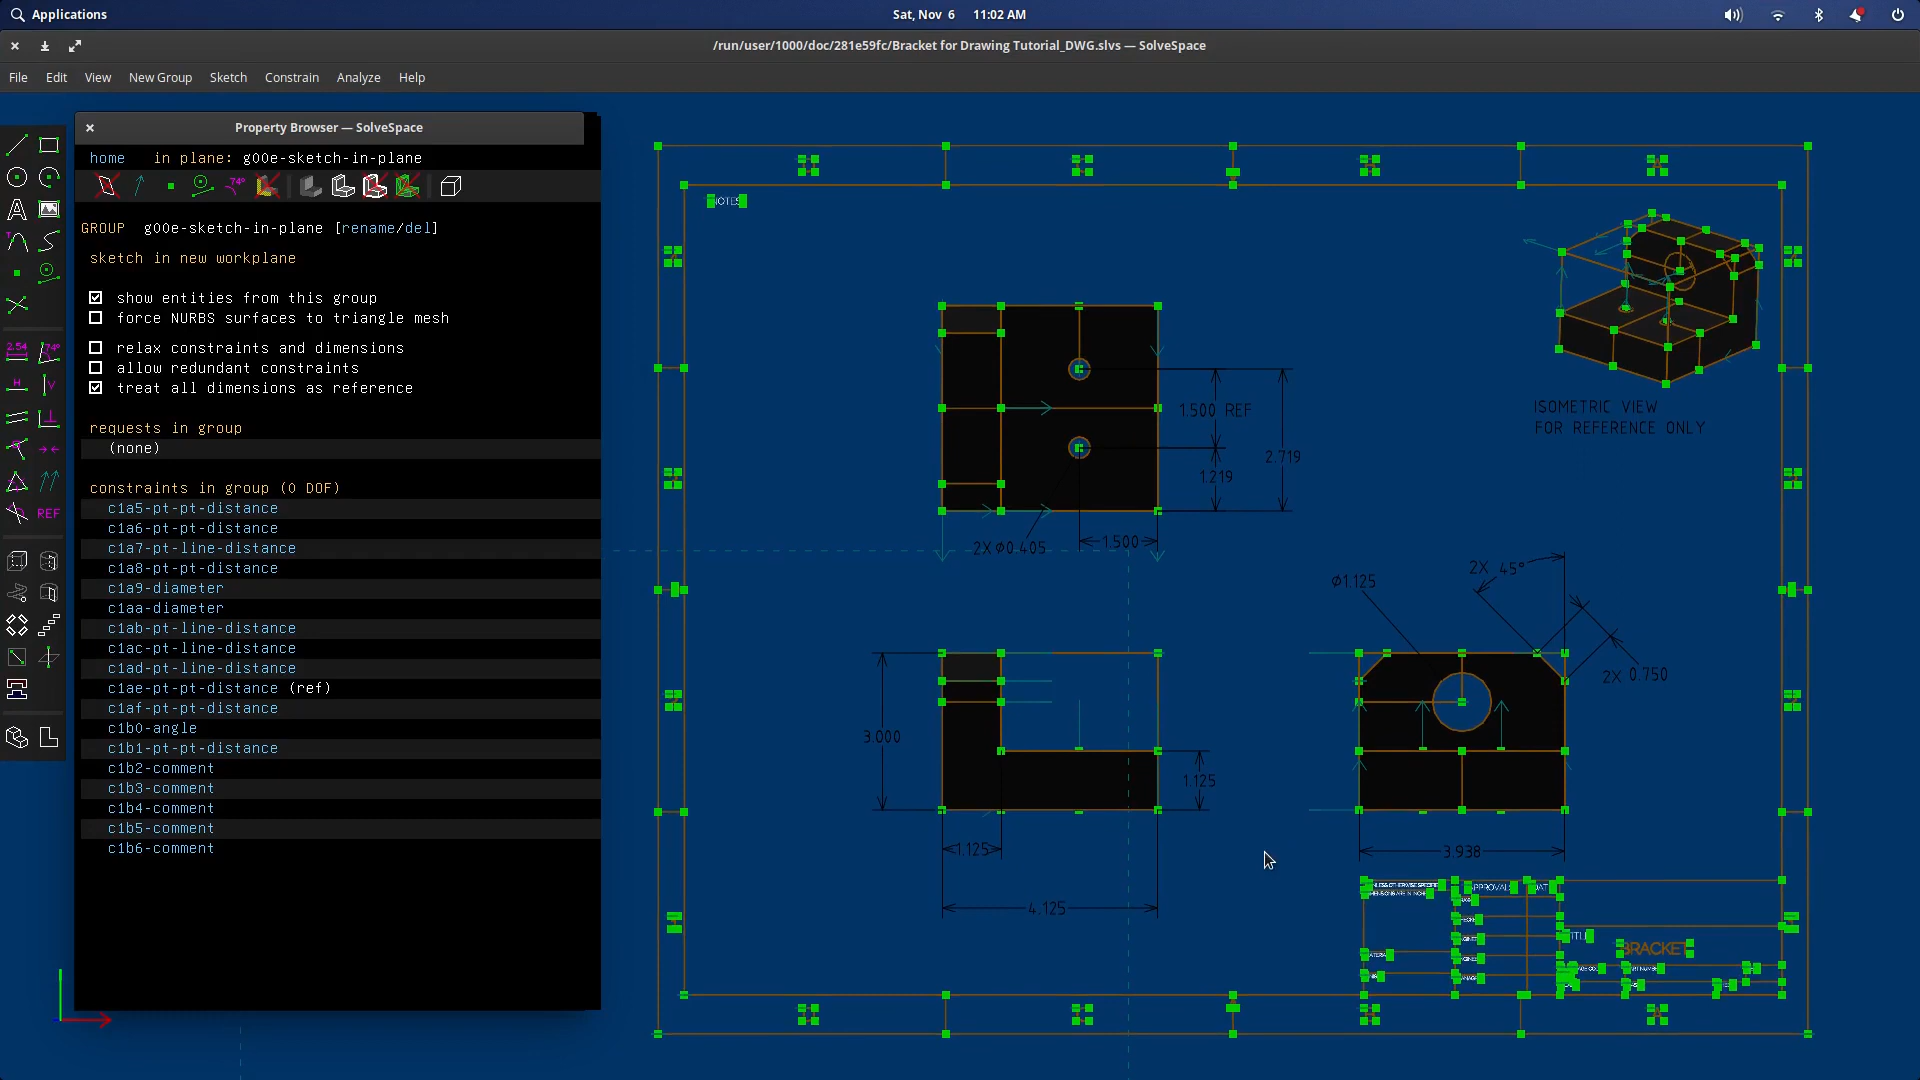 Applications
Sat, Nov 6 11:02 AM
/run/user/1000/doc/281e59fc/Bracket for Drawing Tutorial_DWG.slvs — SolveSpace
File Edit View New Group Sketch Constrain Analyze Help
Property Browser — SolveSpace
home in plane: g00e-sketch-in-plane
GROUP g00e-sketch-in-plane [rename/del]
sketch in new workplane
show entities from this group
force NURBS surfaces to triangle mesh
relax constraints and dimensions
allow redundant constraints
treat all dimensions as reference
requests in group
(none)
constraints in group (0 DOF)
c1a5-pt-pt-distance
c1a6-pt-pt-distance
c1a7-pt-line-distance
c1a8-pt-pt-distance
c1a9-diameter
c1aa-diameter
c1ab-pt-line-distance
c1ac-pt-line-distance
c1ad-pt-line-distance
c1ae-pt-pt-distance (ref)
c1af-pt-pt-distance
c1b0-angle
c1b1-pt-pt-distance
c1b2-comment
c1b3-comment
c1b4-comment
c1b5-comment
c1b6-comment
2.54
74°
H
V
REF
74°
ISOMETRIC VIEW
FOR REFERENCE ONLY
1.500 REF
2.719
1.219
2X ⌀0.405
1.500
⌀1.125
2X 45°
2X 0.750
3.000
1.125
1.125
4.125
3.938
BRACKET